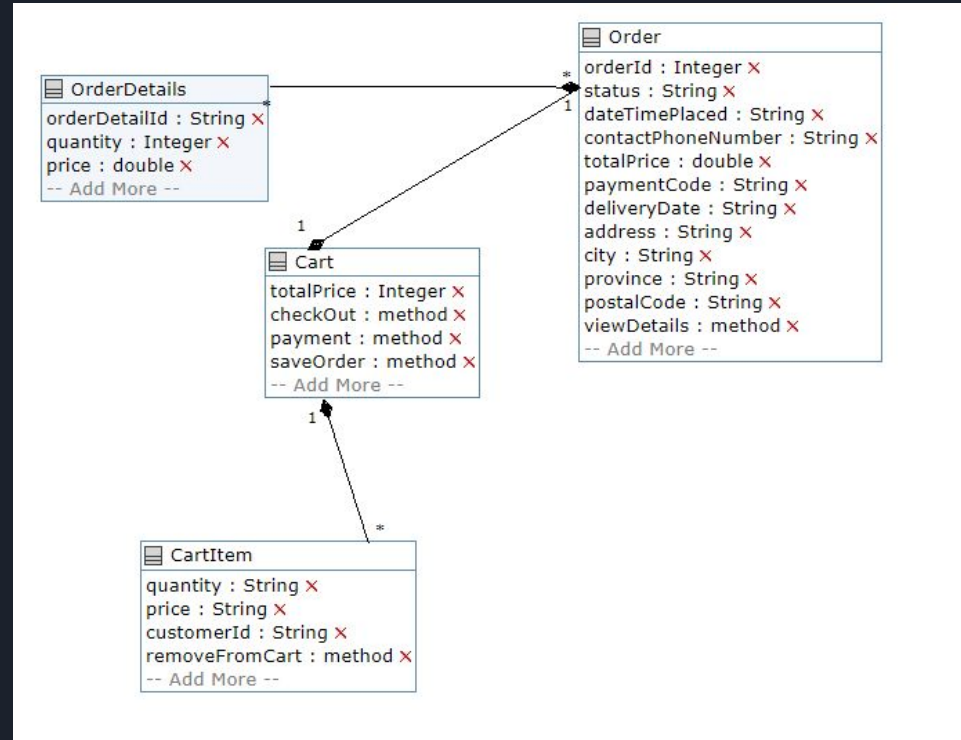 Order
orderId : Integer
status : String
dateTimePlaced : String
contactPhoneNumber : String
totalPrice : double
paymentCode : String
deliveryDate : String
address : String
city : String
province : String
postalCode : String
viewDetails : method
-- Add More --
OrderDetails
orderDetailId : String
quantity : Integer
price : double
-- Add More --
*
*
1
1
Cart
totalPrice : Integer
checkOut : method
payment : method
saveOrder : method
-- Add More --
1
*
CartItem
quantity : String
price : String
customerId : String
removeFromCart : method
-- Add More --